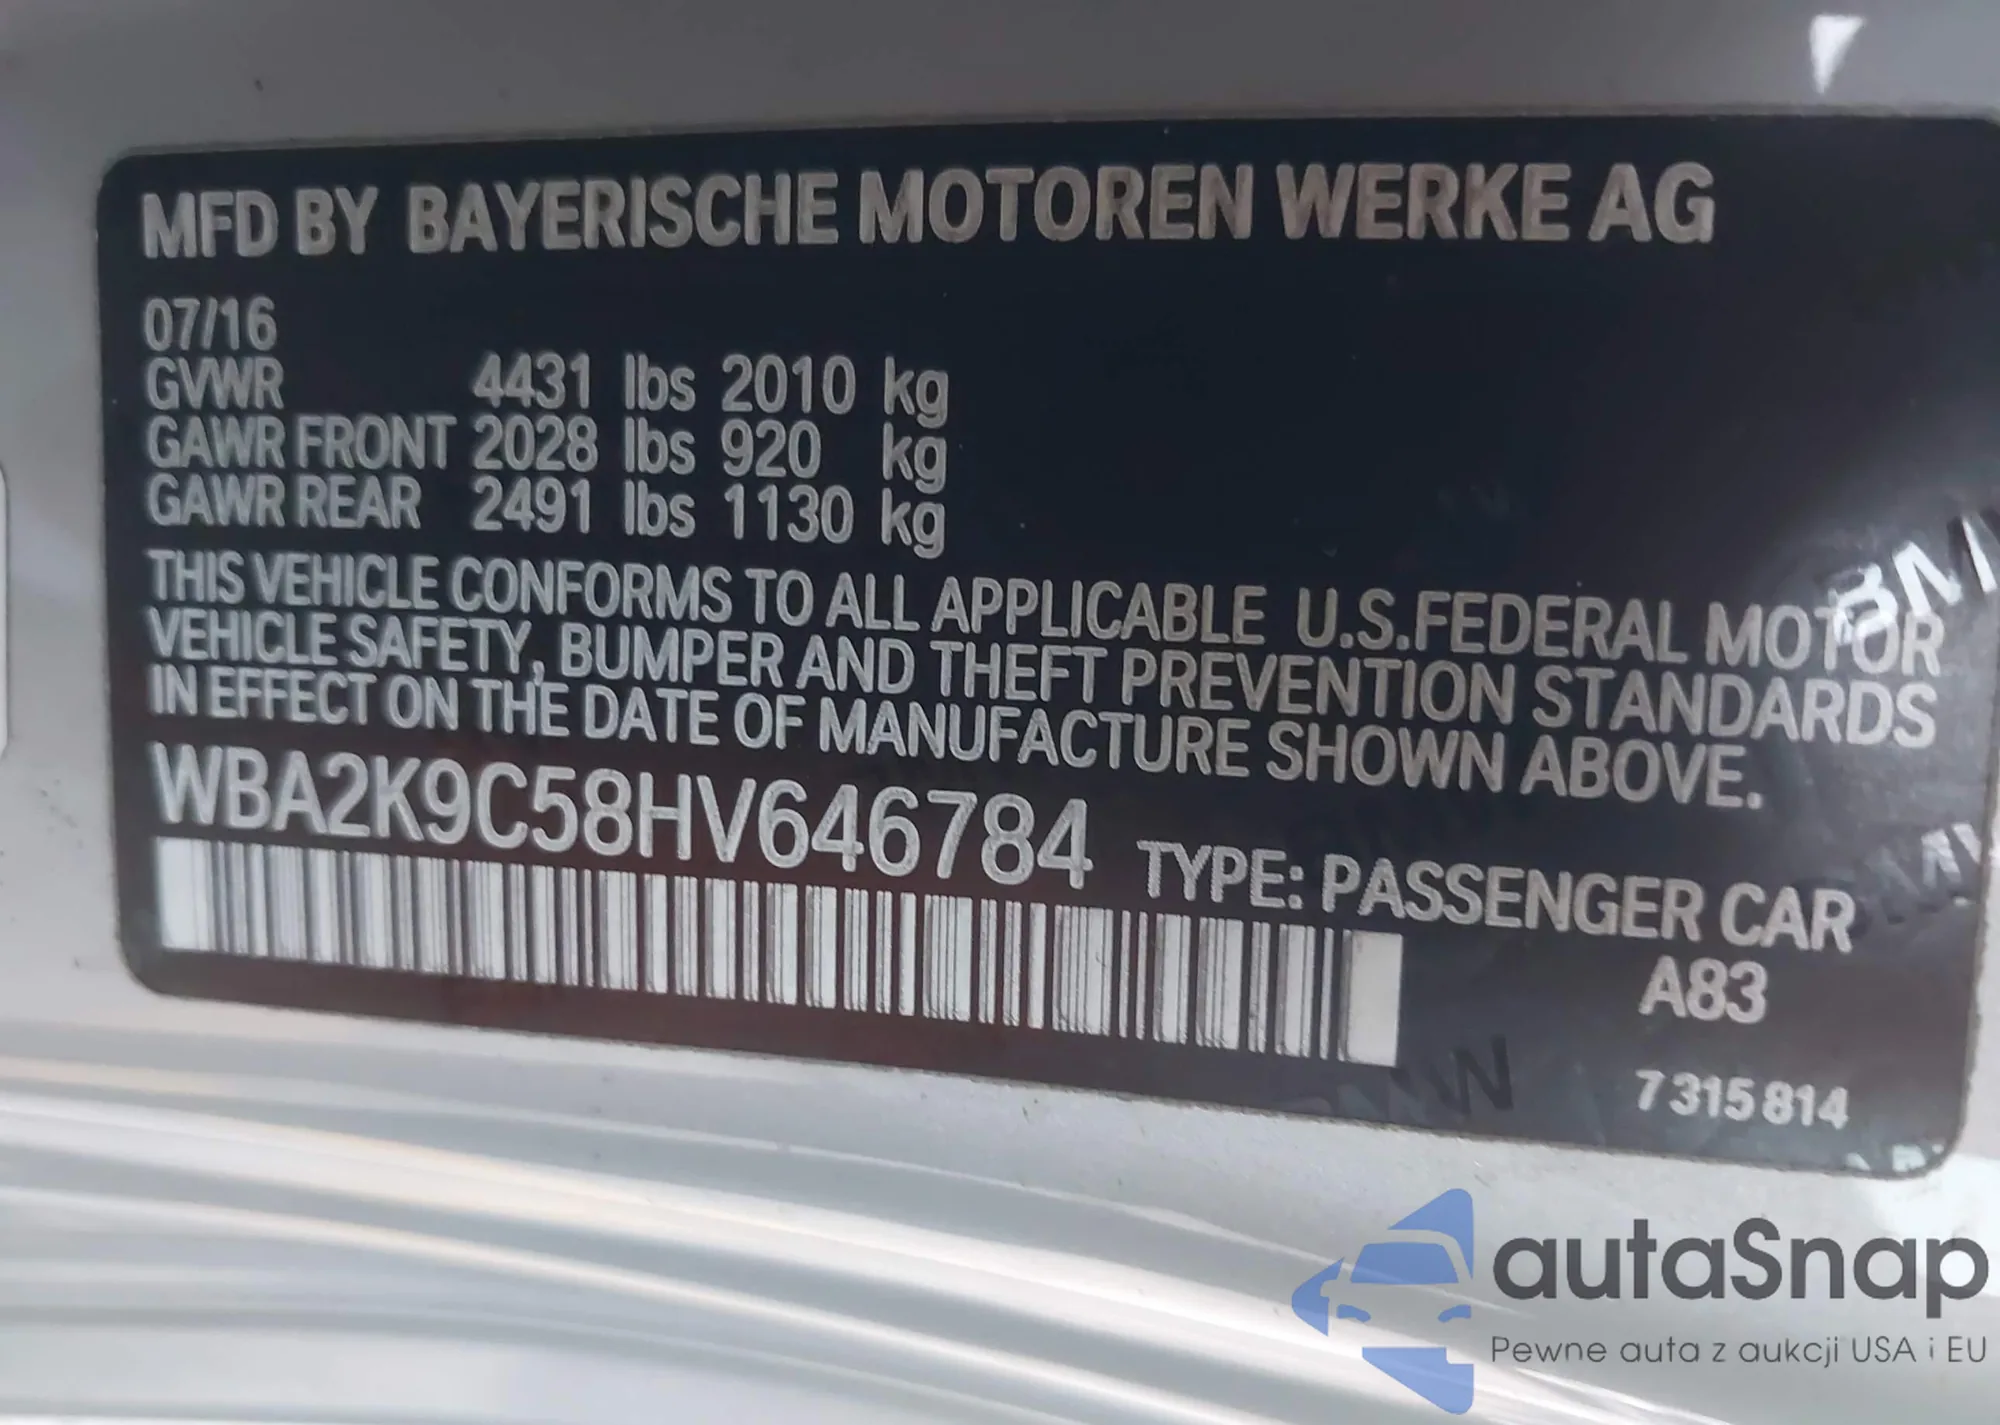 MFD BY BAYERISCHE MOTOREN WERKE AG
07/16
GVWR 4431 lbs 2010 kg
GAWR FRONT 2028 lbs 920 kg
GAWR REAR 2491 lbs 1130 kg
THIS VEHICLE CONFORMS TO ALL APPLICABLE U.S.FEDERAL MOTOR
VEHICLE SAFETY, BUMPER AND THEFT PREVENTION STANDARDS
IN EFFECT ON THE DATE OF MANUFACTURE SHOWN ABOVE.
WBA2K9C58HV646784 TYPE: PASSENGER CAR
A83
7 315 814
autaSnap
Pewne auta z aukcji USA i EU